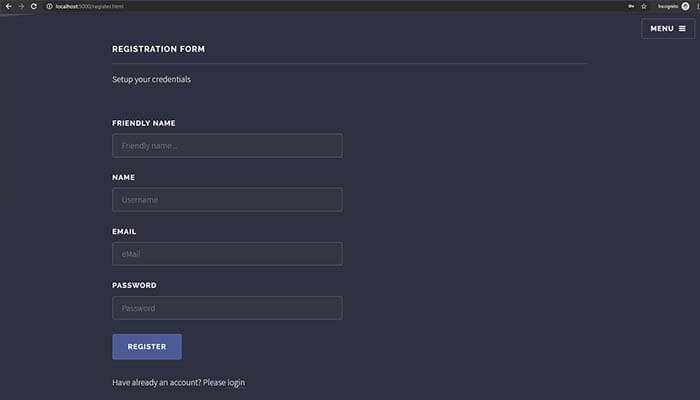 localhost:5000/register.html
Incognito
MENU
REGISTRATION FORM
Setup your credentials
FRIENDLY NAME
Friendly name ..
NAME
Username
EMAIL
eMail
PASSWORD
Password
REGISTER
Have already an account? Please login